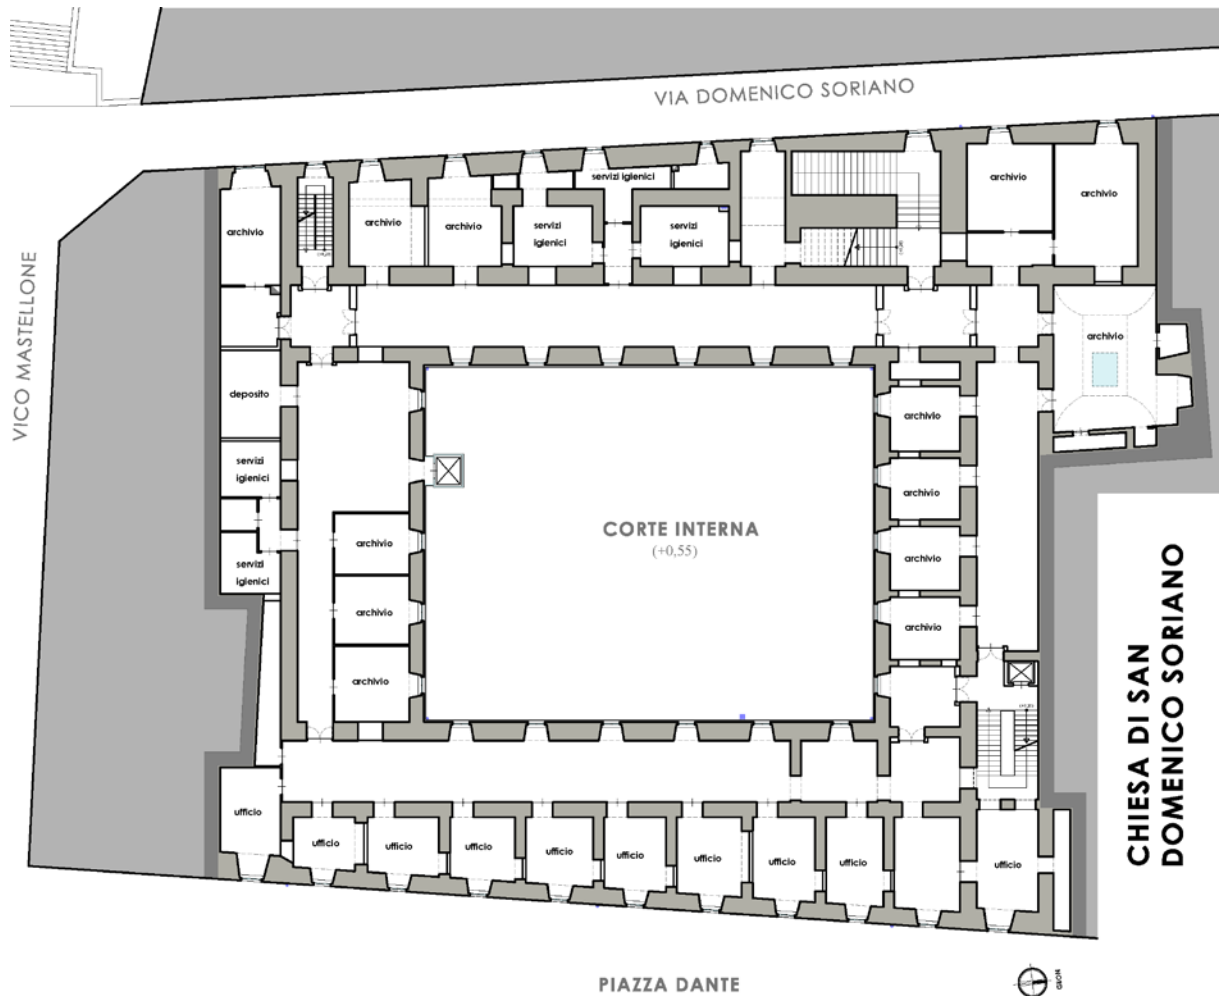 VIA DOMENICO SORIANO
VICO MASTELLONE
archivio
archivio
servizi igienici
archivio
archivio
archivio
servizi
igienici
servizi
igienici
archivio
deposito
archivio
servizi
igienici
archivio
CORTE INTERNA
(+0,55)
archivio
archivio
servizi
igienici
archivio
archivio
archivio
CHIESA DI SAN
DOMENICO SORIANO
ufficio
ufficio
ufficio
ufficio
ufficio
ufficio
ufficio
ufficio
ufficio
ufficio
PIAZZA DANTE
NORD